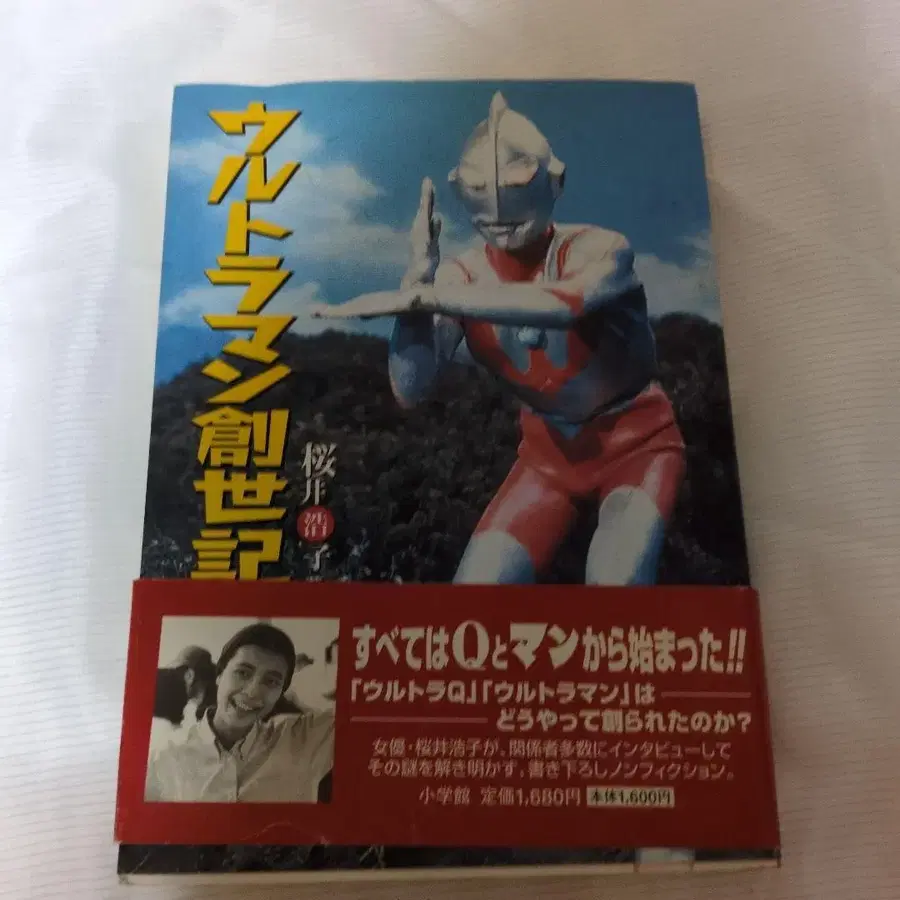 ウルトラマン創世記
桜井浩子
すべてはQとマンから始まった!!
「ウルトラQ」「ウルトラマン」は
どうやって創られたのか?
女優・桜井浩子が、関係者多数にインタビューして
その謎を解き明かす、書き下ろしノンフィクション。
小学館 定価1,680円 本体1,600円